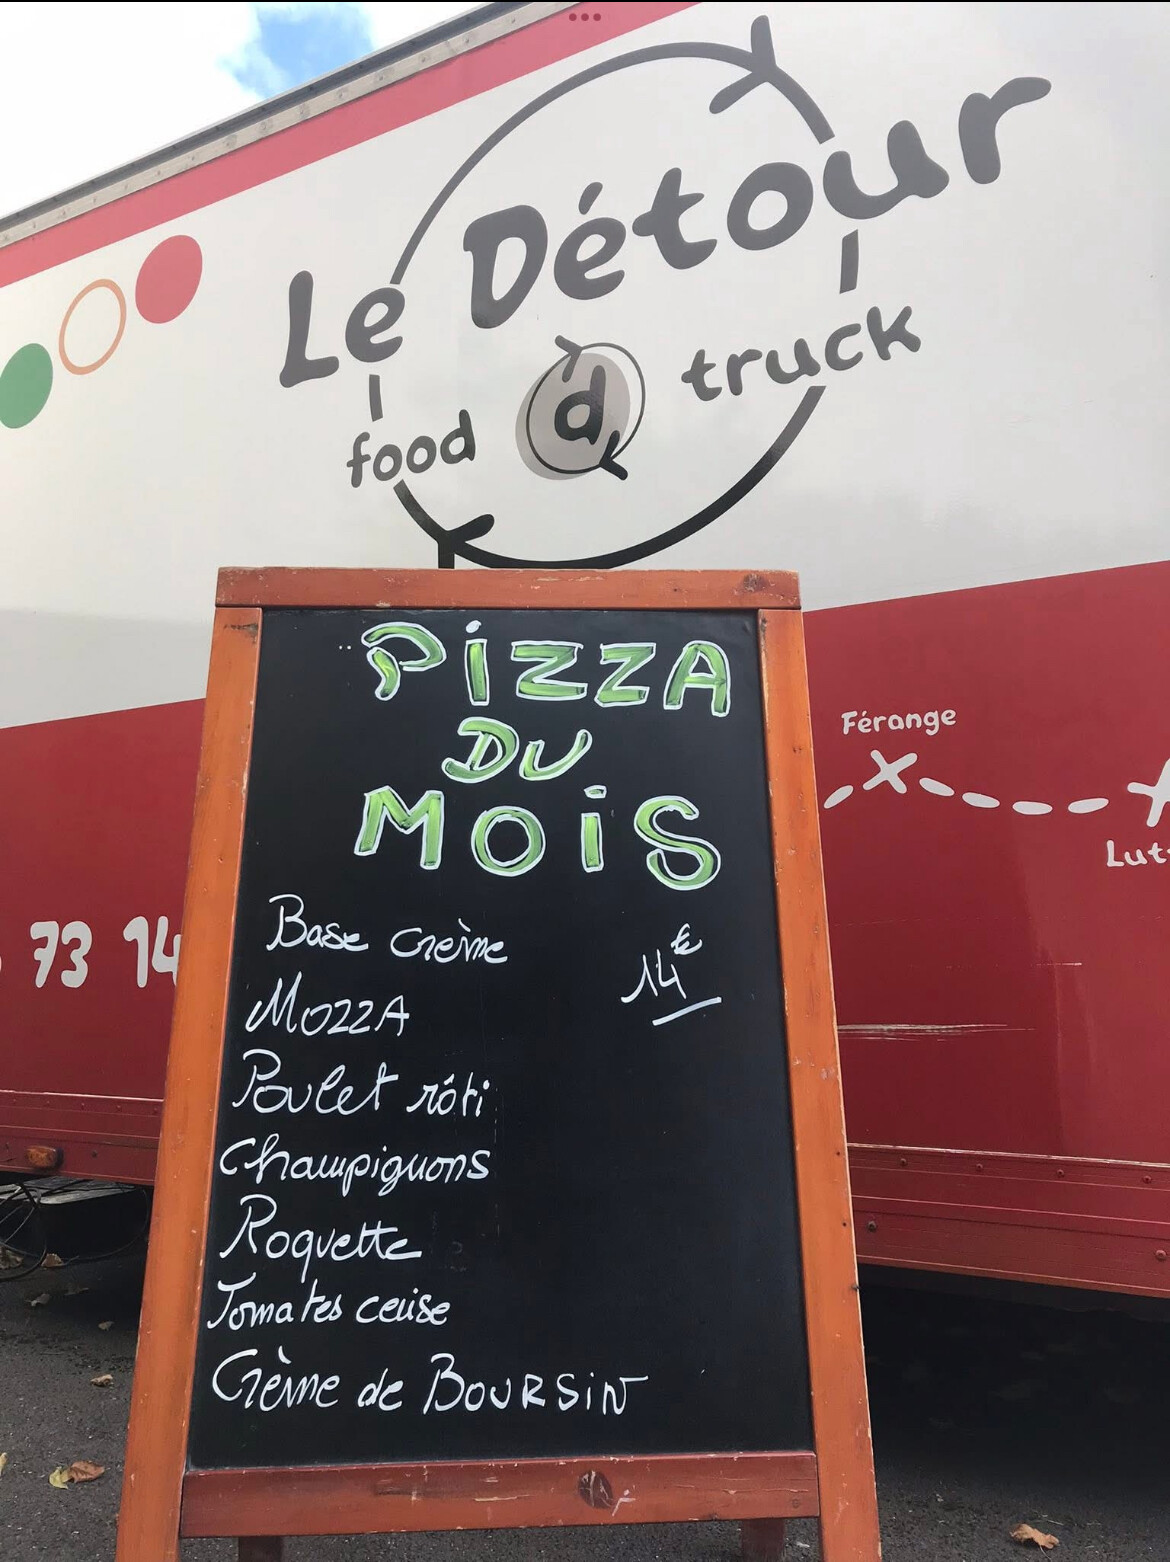 Le Détour
food d truck
PiZZA
DU
MOiS
Base crème
14€
MOZZA
Poulet rôti
Champignons
Roquette
Tomates cerise
Crème de BOURSiN
Férange
73 14